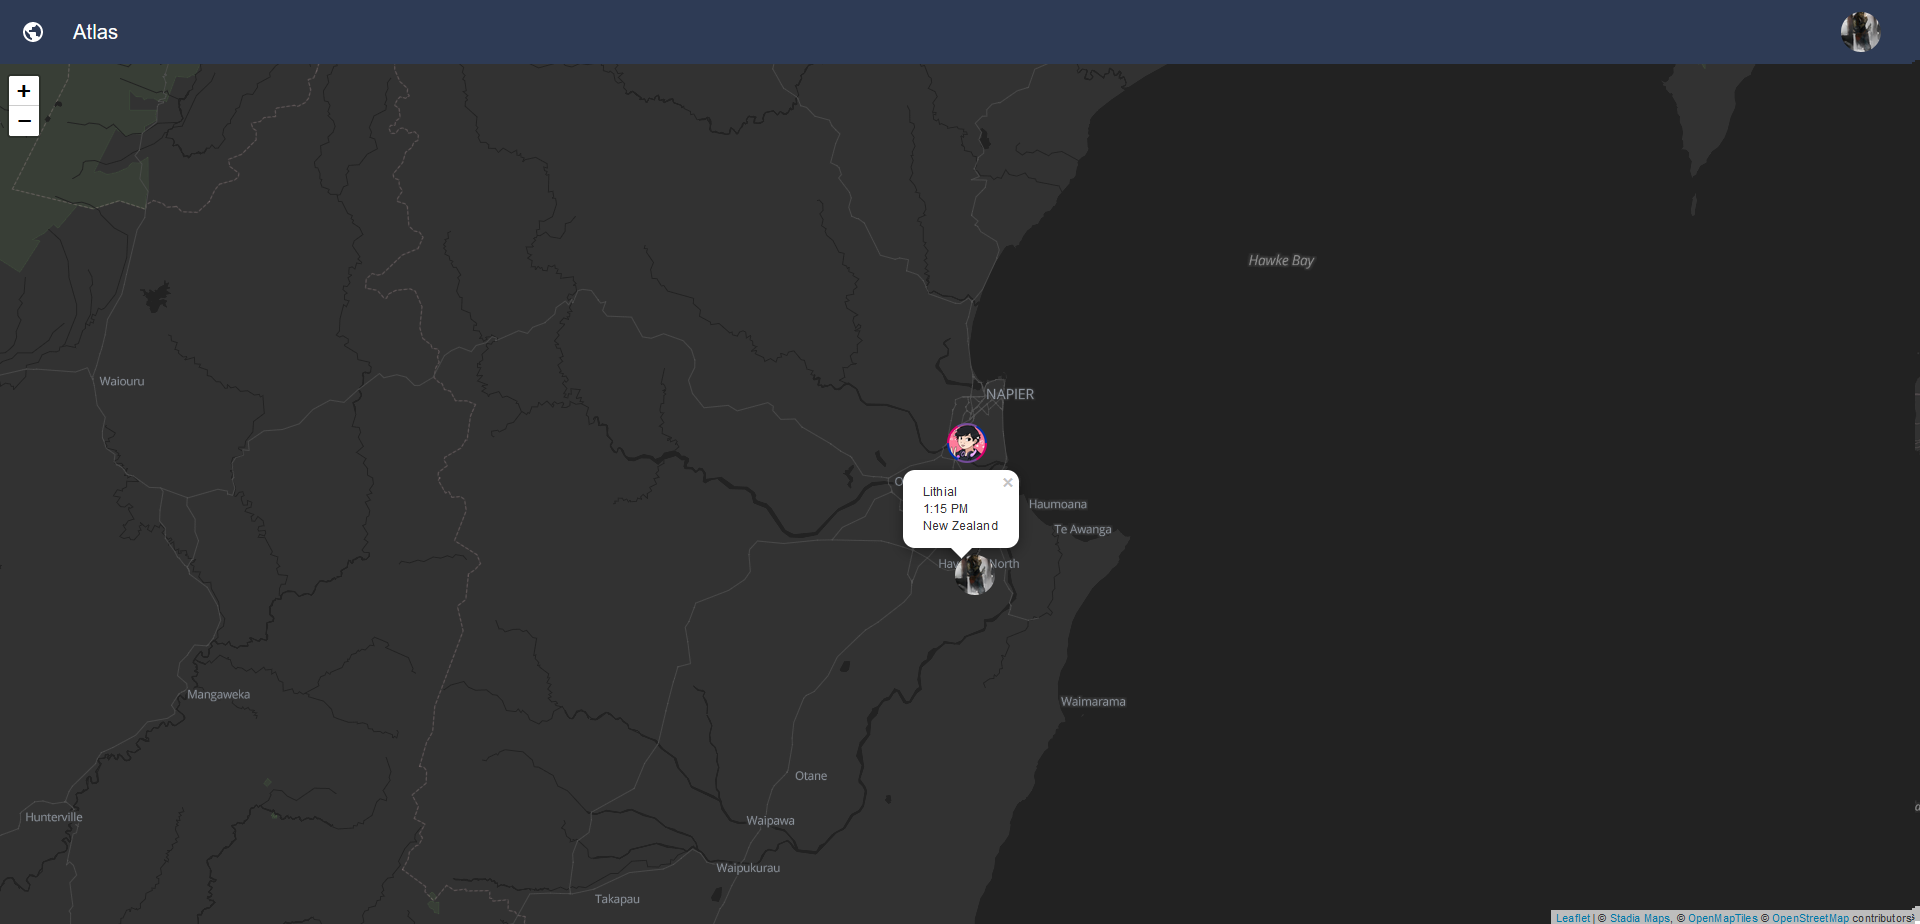 Atlas
+
−
Hawke Bay
Waiouru
NAPIER
×
Lithial
1:15 PM
New Zealand
Haumoana
Te Awanga
North
Mangaweka
Waimarama
Otane
Hunterville
Waipawa
Waipukurau
Takapau
Leaflet | © Stadia Maps, © OpenMapTiles © OpenStreetMap contributors